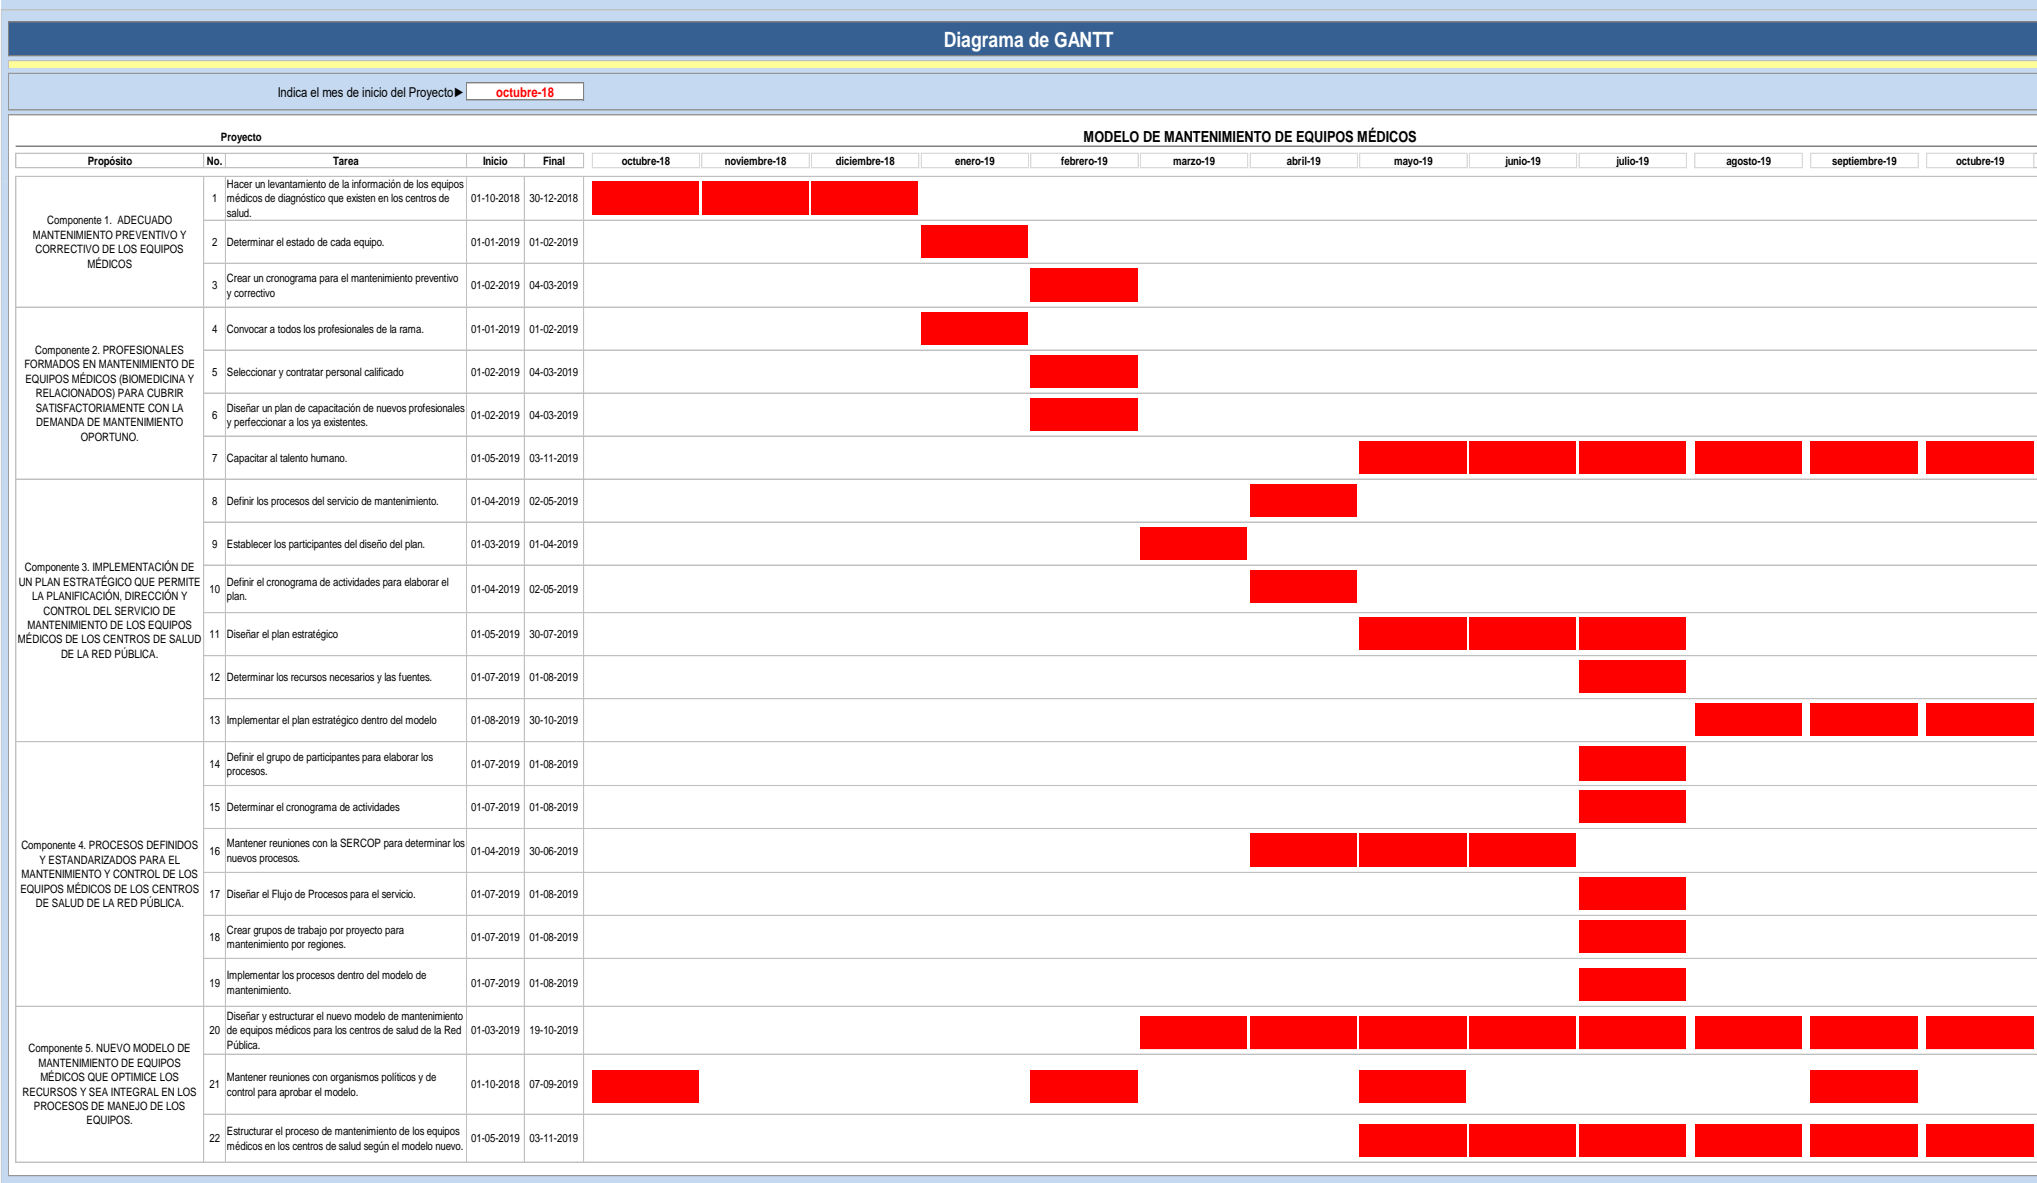 Diagrama de GANTT
Indica el mes de inicio del Proyecto► octubre-18
Proyecto MODELO DE MANTENIMIENTO DE EQUIPOS MÉDICOS
Propósito No. Tarea Inicio Final octubre-18 noviembre-18 diciembre-18 enero-19 febrero-19 marzo-19 abril-19 mayo-19 junio-19 julio-19 agosto-19 septiembre-19 octubre-19
Componente 1. ADECUADO
MANTENIMIENTO PREVENTIVO Y
CORRECTIVO DE LOS EQUIPOS
MÉDICOS
1 Hacer un levantamiento de la información de los equipos
médicos de diagnóstico que existen en los centros de
salud.
01-10-2018 30-12-2018
2 Determinar el estado de cada equipo. 01-01-2019 01-02-2019
3 Crear un cronograma para el mantenimiento preventivo
y correctivo
01-02-2019 04-03-2019
Componente 2. PROFESIONALES
FORMADOS EN MANTENIMIENTO DE
EQUIPOS MÉDICOS (BIOMEDICINA Y
RELACIONADOS) PARA CUBRIR
SATISFACTORIAMENTE CON LA
DEMANDA DE MANTENIMIENTO
OPORTUNO.
4 Convocar a todos los profesionales de la rama. 01-01-2019 01-02-2019
5 Seleccionar y contratar personal calificado 01-02-2019 04-03-2019
6 Diseñar un plan de capacitación de nuevos profesionales
y perfeccionar a los ya existentes.
01-02-2019 04-03-2019
7 Capacitar al talento humano. 01-05-2019 03-11-2019
Componente 3. IMPLEMENTACIÓN DE
UN PLAN ESTRATÉGICO QUE PERMITE
LA PLANIFICACIÓN, DIRECCIÓN Y
CONTROL DEL SERVICIO DE
MANTENIMIENTO DE LOS EQUIPOS
MÉDICOS DE LOS CENTROS DE SALUD
DE LA RED PÚBLICA.
8 Definir los procesos del servicio de mantenimiento. 01-04-2019 02-05-2019
9 Establecer los participantes del diseño del plan. 01-03-2019 01-04-2019
10 Definir el cronograma de actividades para elaborar el
plan.
01-04-2019 02-05-2019
11 Diseñar el plan estratégico 01-05-2019 30-07-2019
12 Determinar los recursos necesarios y las fuentes. 01-07-2019 01-08-2019
13 Implementar el plan estratégico dentro del modelo 01-08-2019 30-10-2019
Componente 4. PROCESOS DEFINIDOS
Y ESTANDARIZADOS PARA EL
MANTENIMIENTO Y CONTROL DE LOS
EQUIPOS MÉDICOS DE LOS CENTROS
DE SALUD DE LA RED PÚBLICA.
14 Definir el grupo de participantes para elaborar los
procesos.
01-07-2019 01-08-2019
15 Determinar el cronograma de actividades 01-07-2019 01-08-2019
16 Mantener reuniones con la SERCOP para determinar los
nuevos procesos.
01-04-2019 30-06-2019
17 Diseñar el Flujo de Procesos para el servicio. 01-07-2019 01-08-2019
18 Crear grupos de trabajo por proyecto para
mantenimiento por regiones.
01-07-2019 01-08-2019
19 Implementar los procesos dentro del modelo de
mantenimiento.
01-07-2019 01-08-2019
Componente 5. NUEVO MODELO DE
MANTENIMIENTO DE EQUIPOS
MÉDICOS QUE OPTIMICE LOS
RECURSOS Y SEA INTEGRAL EN LOS
PROCESOS DE MANEJO DE LOS
EQUIPOS.
20 Diseñar y estructurar el nuevo modelo de mantenimiento
de equipos médicos para los centros de salud de la Red
Pública.
01-03-2019 19-10-2019
21 Mantener reuniones con organismos políticos y de
control para aprobar el modelo.
01-10-2018 07-09-2019
22 Estructurar el proceso de mantenimiento de los equipos
médicos en los centros de salud según el modelo nuevo.
01-05-2019 03-11-2019